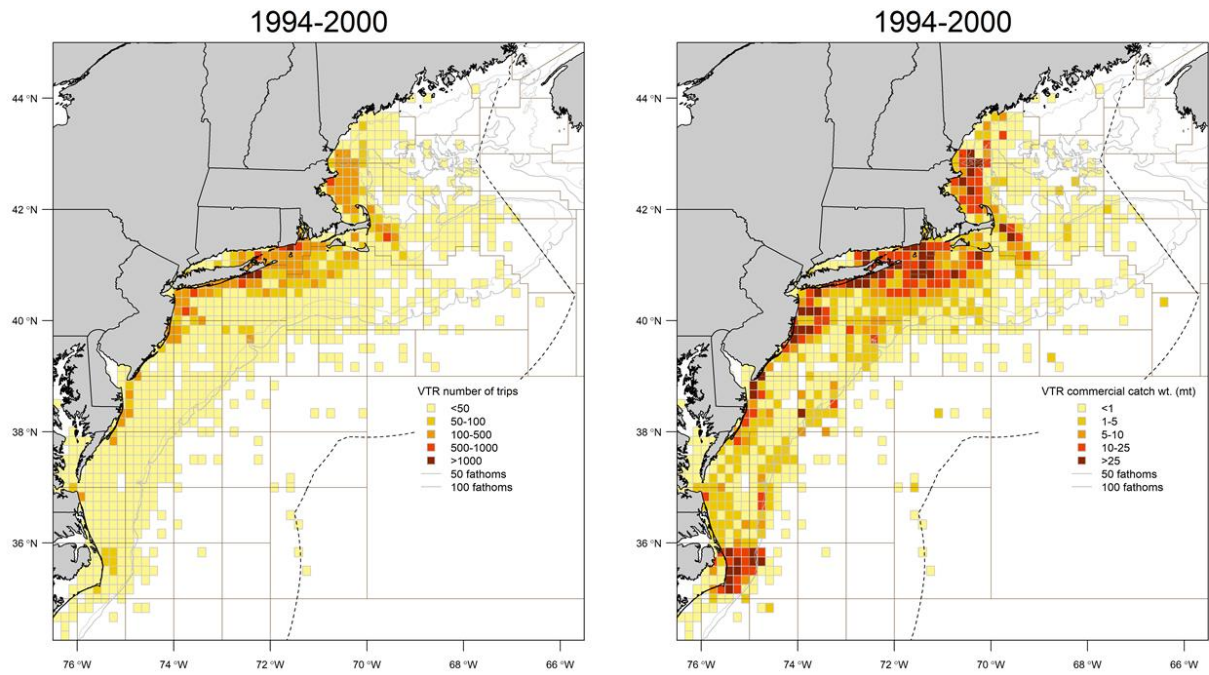 1994-2000
44 °N
42 °N
40 °N
38 °N
36 °N
76 °W
74 °W
72 °W
70 °W
68 °W
66 °W
VTR number of trips
<50
50-100
100-500
500-1000
>1000
50 fathoms
100 fathoms
1994-2000
44 °N
42 °N
40 °N
38 °N
36 °N
76 °W
74 °W
72 °W
70 °W
68 °W
66 °W
VTR commercial catch wt. (mt)
<1
1-5
5-10
10-25
>25
50 fathoms
100 fathoms